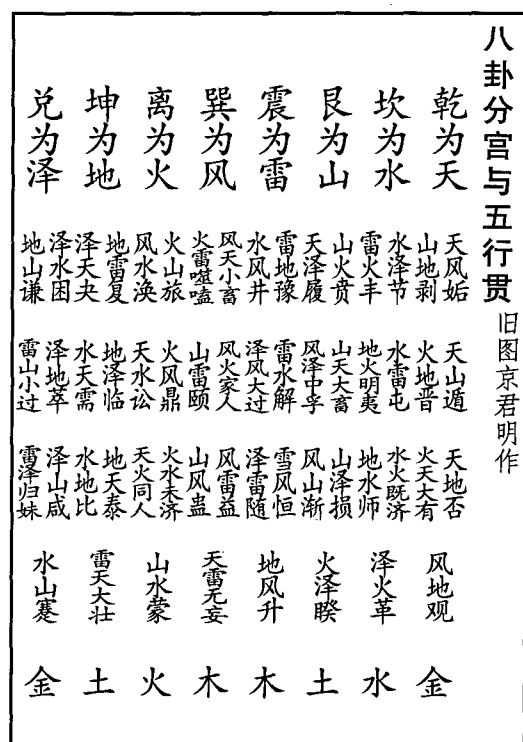 八卦分宫与五行贯
旧图京君明作
乾为天
天风姤
山地剥
天山遁
火地晋
天地否
火天大有
风地观
金
坎为水
水泽节
雷火丰
水雷屯
地火明夷
水火既济
地水师
泽火革
水
艮为山
山火贲
天泽履
山天大畜
风泽中孚
山泽损
风山渐
火泽睽
土
震为雷
雷地豫
水风井
雷水解
泽风大过
雪风恒
泽雷随
地风升
木
巽为风
风天小畜
火雷噬嗑
风火家人
山雷颐
风雷益
山风蛊
天雷无妄
木
离为火
火山旅
风水涣
火风鼎
天水讼
火水未济
天火同人
山水蒙
火
坤为地
地雷复
泽天夬
地泽临
水天需
地天泰
水地比
雷天大壮
土
兑为泽
泽水困
地山谦
泽地萃
雷山小过
泽山咸
雷泽归妹
水山蹇
金